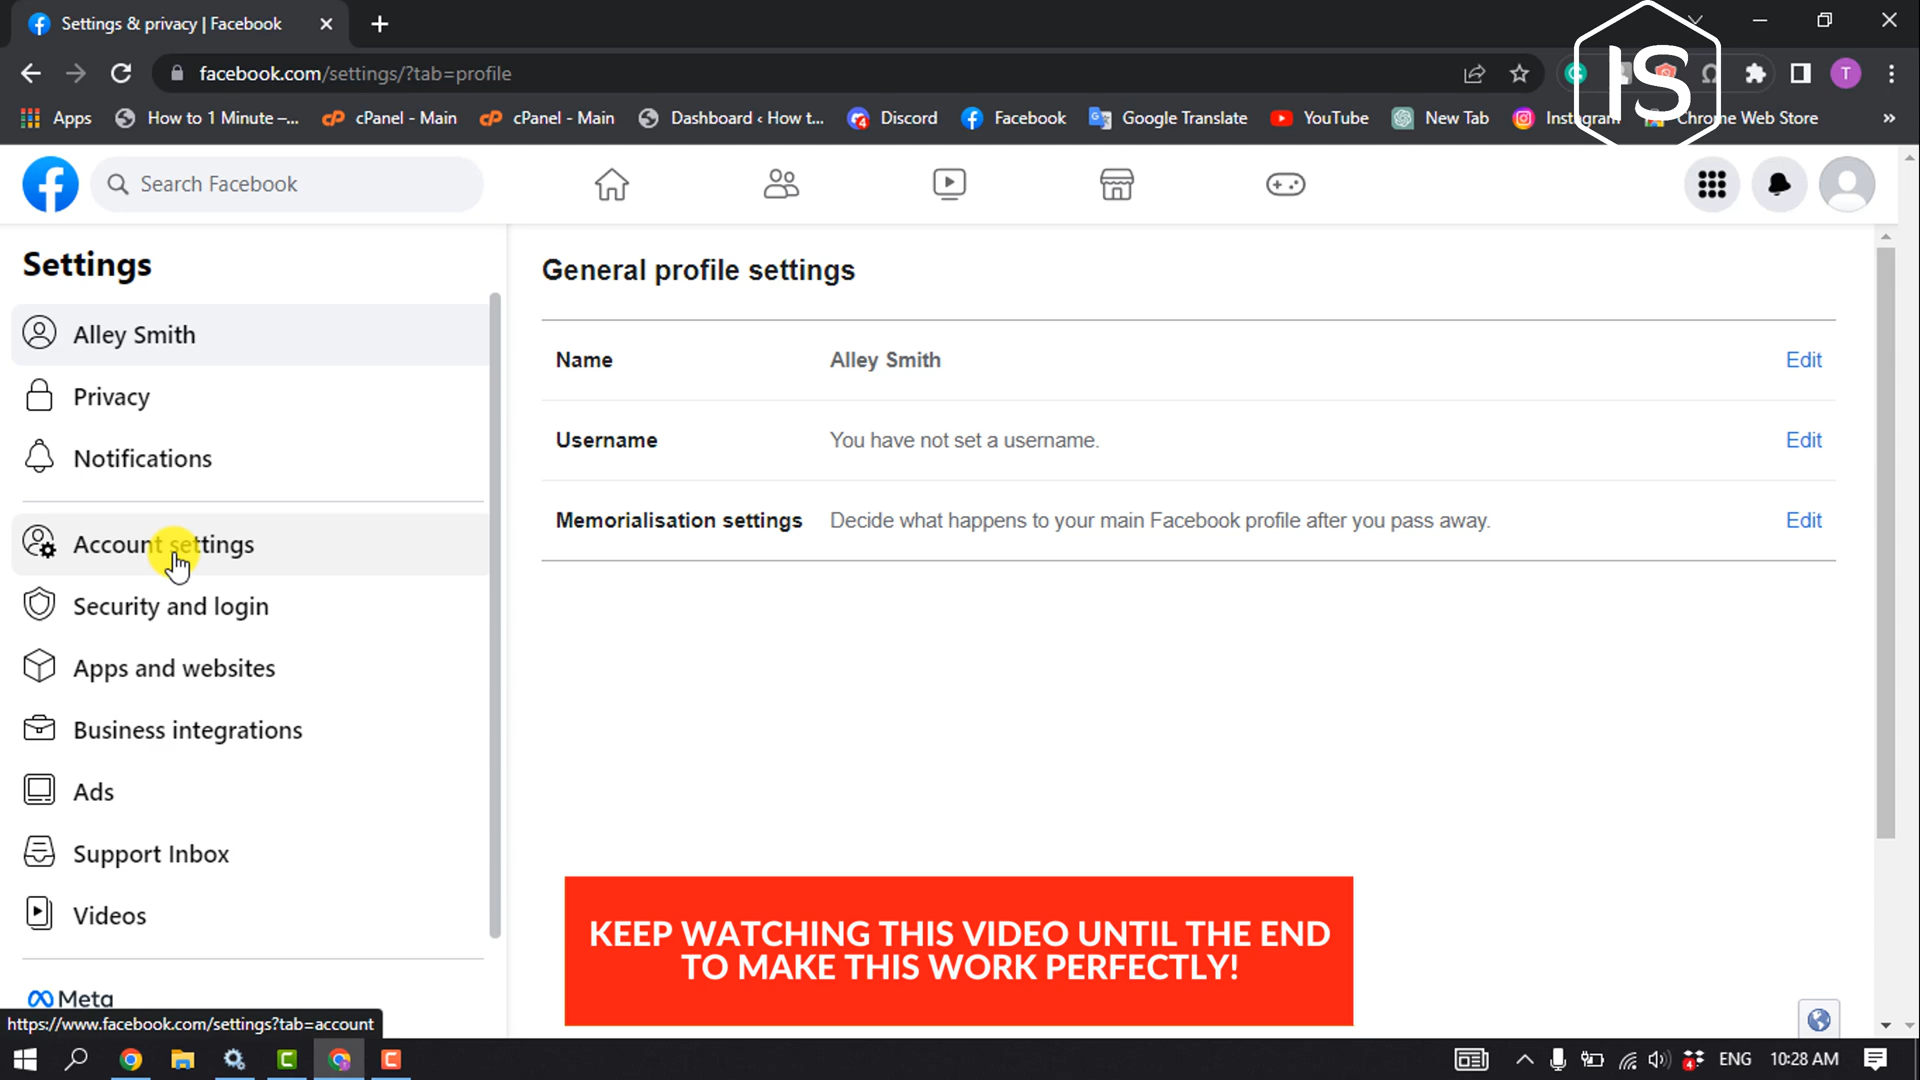 Settings & privacy | Facebook
facebook.com/settings/?tab=profile
T
IS
Apps
How to 1 Minute –...
cPanel - Main
cPanel - Main
Dashboard ‹ How t...
Discord
Facebook
Google Translate
YouTube
New Tab
Instagram
Chrome Web Store
»
Search Facebook
Settings
Alley Smith
Privacy
Notifications
Account settings
Security and login
Apps and websites
Business integrations
Ads
Support Inbox
Videos
Meta
https://www.facebook.com/settings?tab=account
General profile settings
Name Alley Smith Edit
Username You have not set a username. Edit
Memorialisation settings Decide what happens to your main Facebook profile after you pass away. Edit
KEEP WATCHING THIS VIDEO UNTIL THE END
TO MAKE THIS WORK PERFECTLY!
ENG
10:28 AM